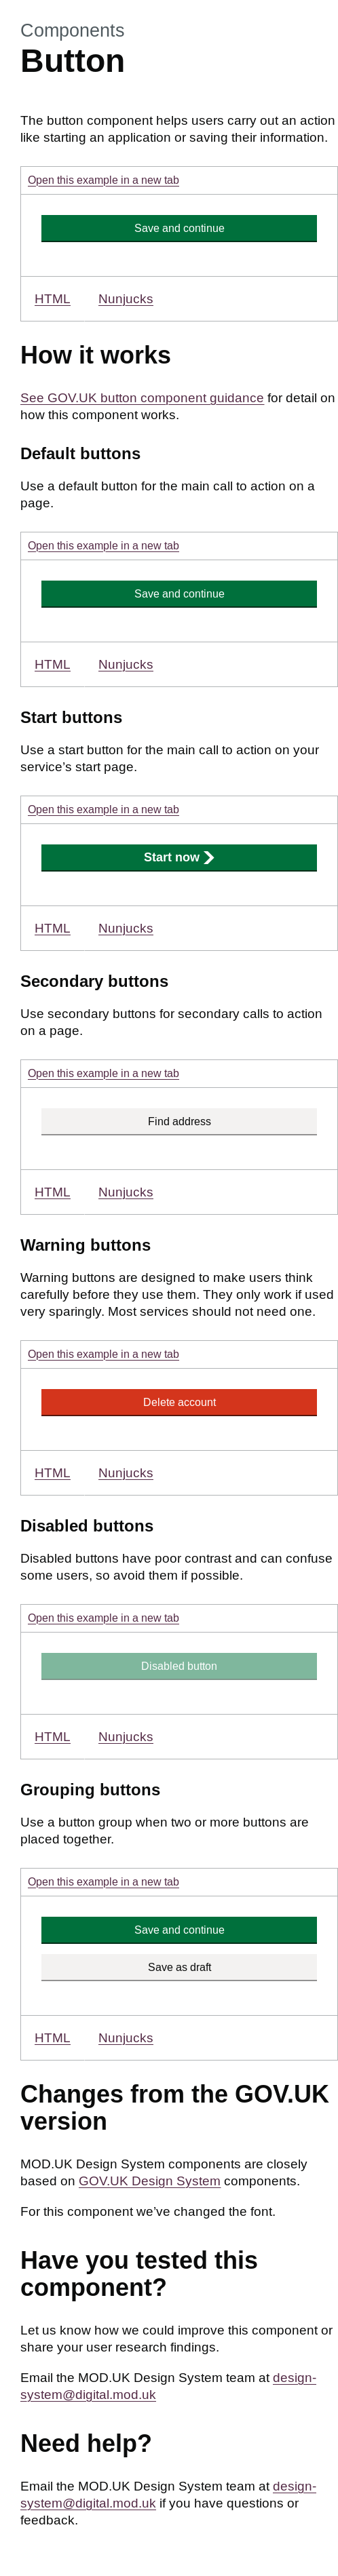 Components
Button
The button component helps users carry out an action
like starting an application or saving their information.
Open this example in a new tab
Save and continue
HTML Nunjucks
How it works
See GOV.UK button component guidance for detail on
how this component works.
Default buttons
Use a default button for the main call to action on a
page.
Open this example in a new tab
Save and continue
HTML Nunjucks
Start buttons
Use a start button for the main call to action on your
service’s start page.
Open this example in a new tab
Start now
HTML Nunjucks
Secondary buttons
Use secondary buttons for secondary calls to action
on a page.
Open this example in a new tab
Find address
HTML Nunjucks
Warning buttons
Warning buttons are designed to make users think
carefully before they use them. They only work if used
very sparingly. Most services should not need one.
Open this example in a new tab
Delete account
HTML Nunjucks
Disabled buttons
Disabled buttons have poor contrast and can confuse
some users, so avoid them if possible.
Open this example in a new tab
Disabled button
HTML Nunjucks
Grouping buttons
Use a button group when two or more buttons are
placed together.
Open this example in a new tab
Save and continue
Save as draft
HTML Nunjucks
Changes from the GOV.UK
version
MOD.UK Design System components are closely
based on GOV.UK Design System components.
For this component we’ve changed the font.
Have you tested this
component?
Let us know how we could improve this component or
share your user research findings.
Email the MOD.UK Design System team at design-
system@digital.mod.uk
Need help?
Email the MOD.UK Design System team at design-
system@digital.mod.uk if you have questions or
feedback.